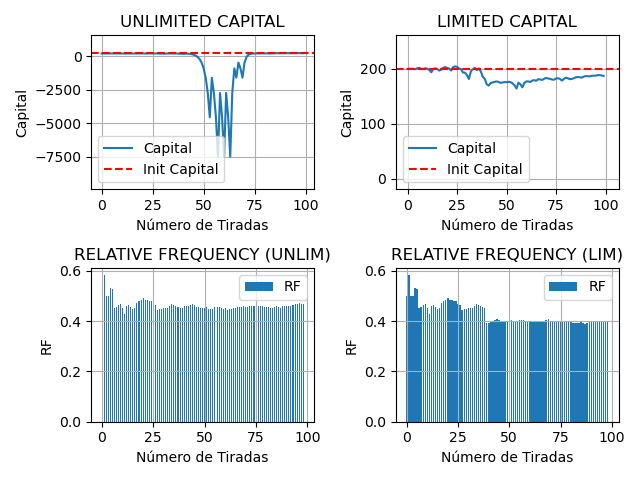 UNLIMITED CAPITAL
Capital
0
−2500
−5000
−7500
Capital
Init Capital
0 25 50 75 100
Número de Tiradas
LIMITED CAPITAL
Capital
200
100
0
Capital
Init Capital
0 25 50 75 100
Número de Tiradas
RELATIVE FREQUENCY (UNLIM)
RF
0.6
0.4
0.2
0.0
RF
0 25 50 75 100
Número de Tiradas
RELATIVE FREQUENCY (LIM)
RF
0.6
0.4
0.2
0.0
RF
0 25 50 75 100
Número de Tiradas